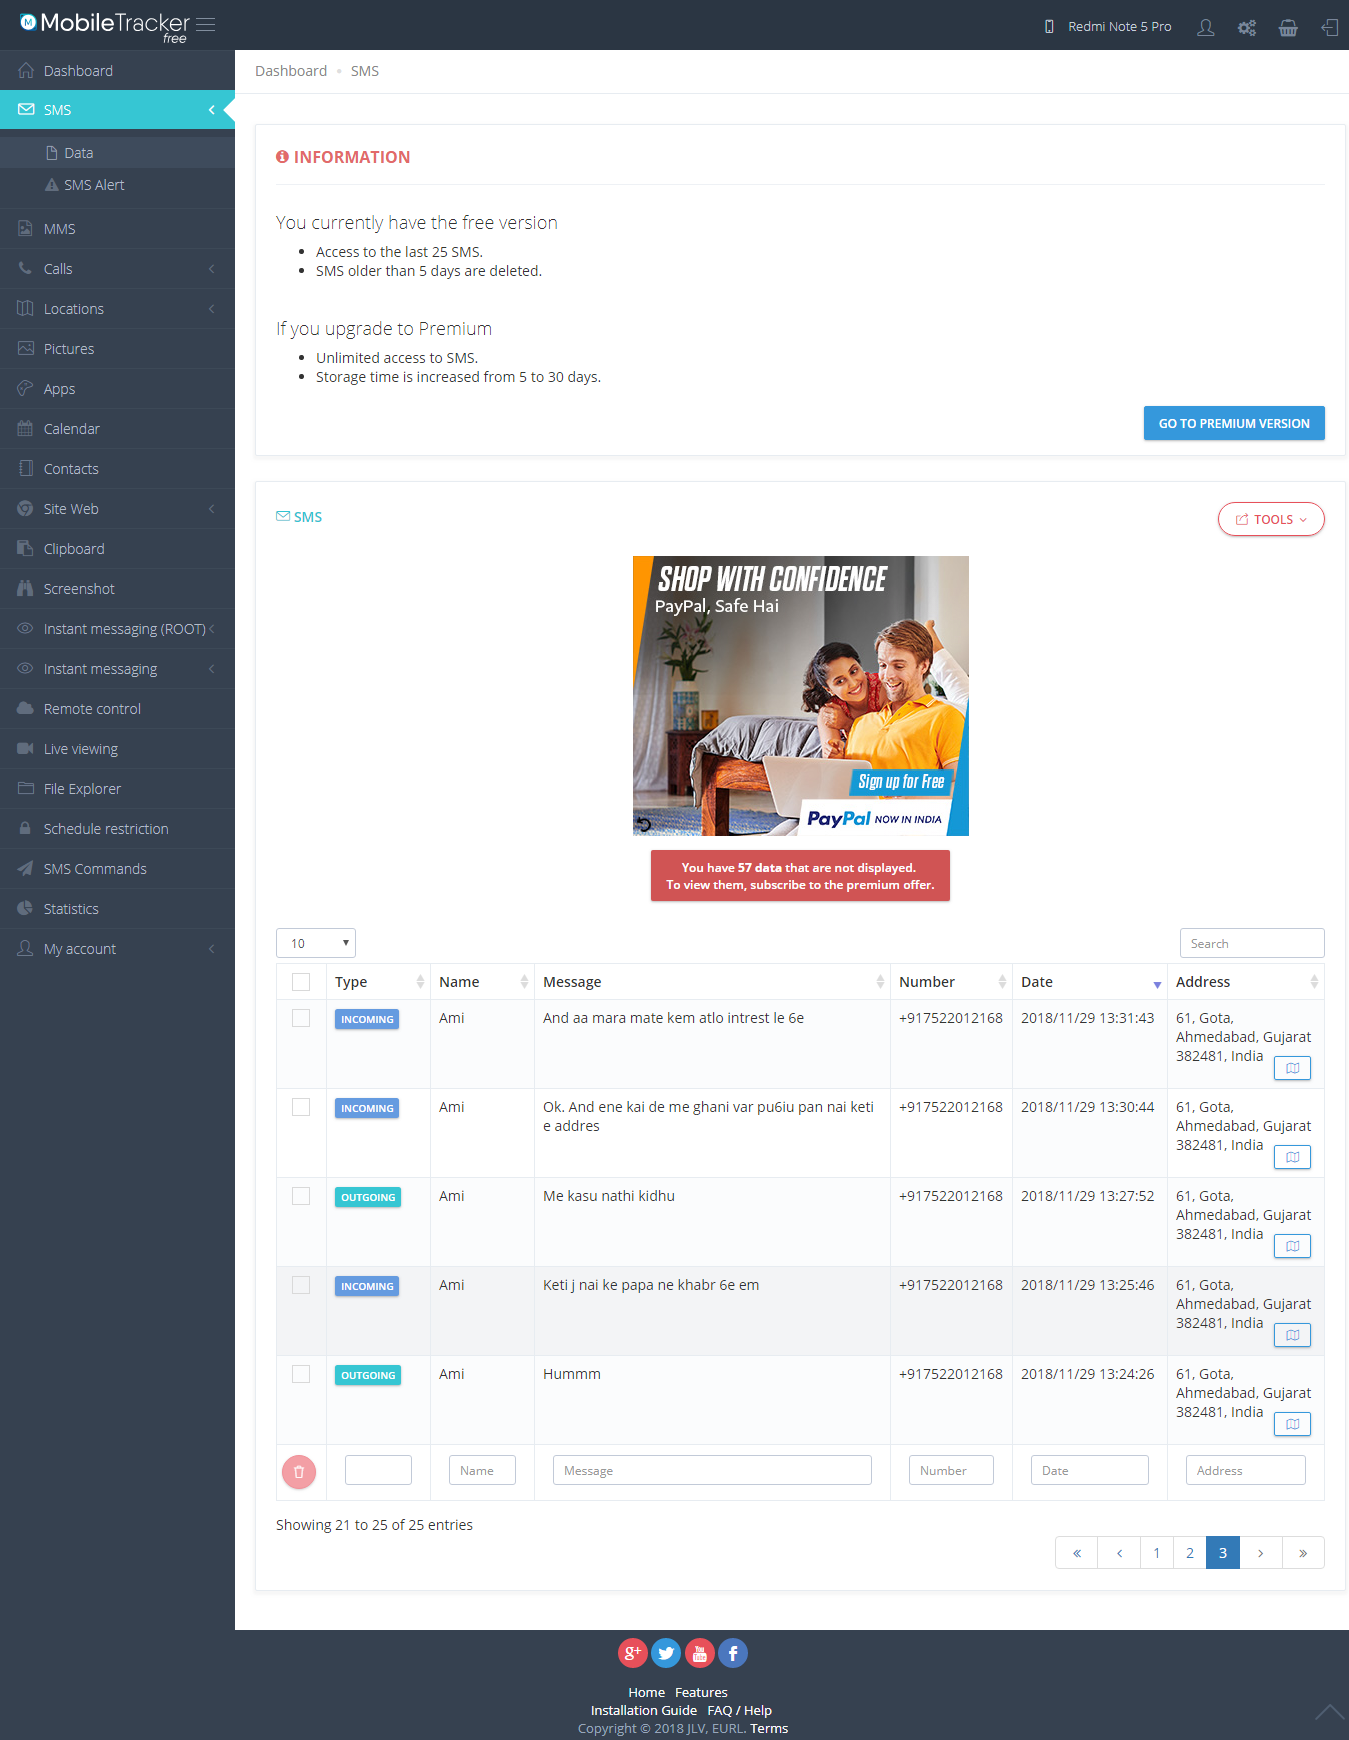 MobileTracker
free
Redmi Note 5 Pro
Dashboard
SMS
Data
SMS Alert
MMS
Calls
Locations
Pictures
Apps
Calendar
Contacts
Site Web
Clipboard
Screenshot
Instant messaging (ROOT)
Instant messaging
Remote control
Live viewing
File Explorer
Schedule restriction
SMS Commands
Statistics
My account
Dashboard • SMS
INFORMATION
You currently have the free version
• Access to the last 25 SMS.
• SMS older than 5 days are deleted.
If you upgrade to Premium
• Unlimited access to SMS.
• Storage time is increased from 5 to 30 days.
GO TO PREMIUM VERSION
SMS
TOOLS
SHOP WITH CONFIDENCE
PayPal, Safe Hai
Sign up for Free
PayPal NOW IN INDIA
You have 57 data that are not displayed.
To view them, subscribe to the premium offer.
10
Search
Type Name Message Number Date Address
INCOMING Ami And aa mara mate kem atlo intrest le 6e +917522012168 2018/11/29 13:31:43 61, Gota,
Ahmedabad, Gujarat
382481, India
INCOMING Ami Ok. And ene kai de me ghani var pu6iu pan nai keti +917522012168 2018/11/29 13:30:44 61, Gota,
e addres Ahmedabad, Gujarat
382481, India
OUTGOING Ami Me kasu nathi kidhu +917522012168 2018/11/29 13:27:52 61, Gota,
Ahmedabad, Gujarat
382481, India
INCOMING Ami Keti j nai ke papa ne khabr 6e em +917522012168 2018/11/29 13:25:46 61, Gota,
Ahmedabad, Gujarat
382481, India
OUTGOING Ami Hummm +917522012168 2018/11/29 13:24:26 61, Gota,
Ahmedabad, Gujarat
382481, India
Name Message Number Date Address
Showing 21 to 25 of 25 entries
« ‹ 1 2 3 › »
g+ You Tube f
Home Features
Installation Guide FAQ / Help
Copyright © 2018 JLV, EURL. Terms